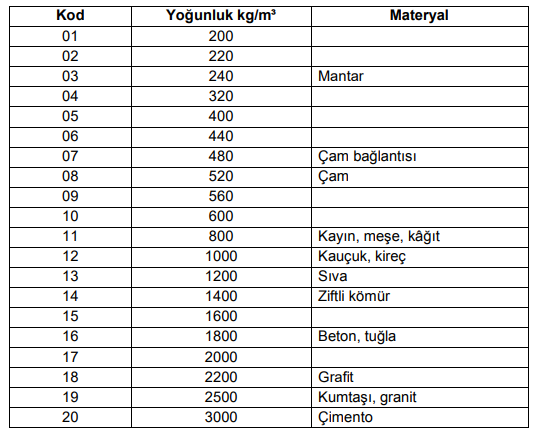 Kod Yoğunluk kg/m³ Materyal
01 200
02 220
03 240 Mantar
04 320
05 400
06 440
07 480 Çam bağlantısı
08 520 Çam
09 560
10 600
11 800 Kayın, meşe, kâğıt
12 1000 Kauçuk, kireç
13 1200 Sıva
14 1400 Ziftli kömür
15 1600
16 1800 Beton, tuğla
17 2000
18 2200 Grafit
19 2500 Kumtaşı, granit
20 3000 Çimento